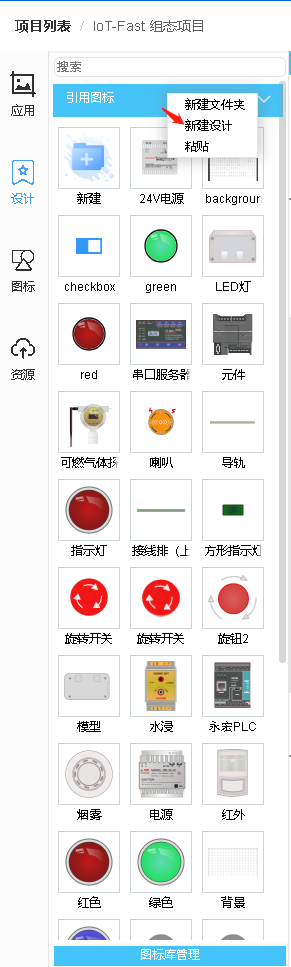 项目列表 / IoT-Fast 组态项目
搜索
引用图标
新建文件夹
新建设计
粘贴
应用
设计
图标
资源
新建 24V电源 backgroun
checkbox green LED灯
red 串口服务器 元件
可燃气体探 喇叭 导轨
指示灯 接线排（上 方形指示灯
旋转开关 旋转开关 旋钮2
模型 水浸 永宏PLC
烟雾 电源 红外
红色 绿色 背景
图标库管理